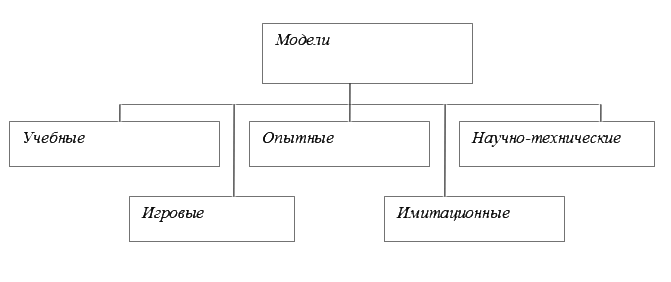 Модели
Учебные
Опытные
Научно-технические
Игровые
Имитационные